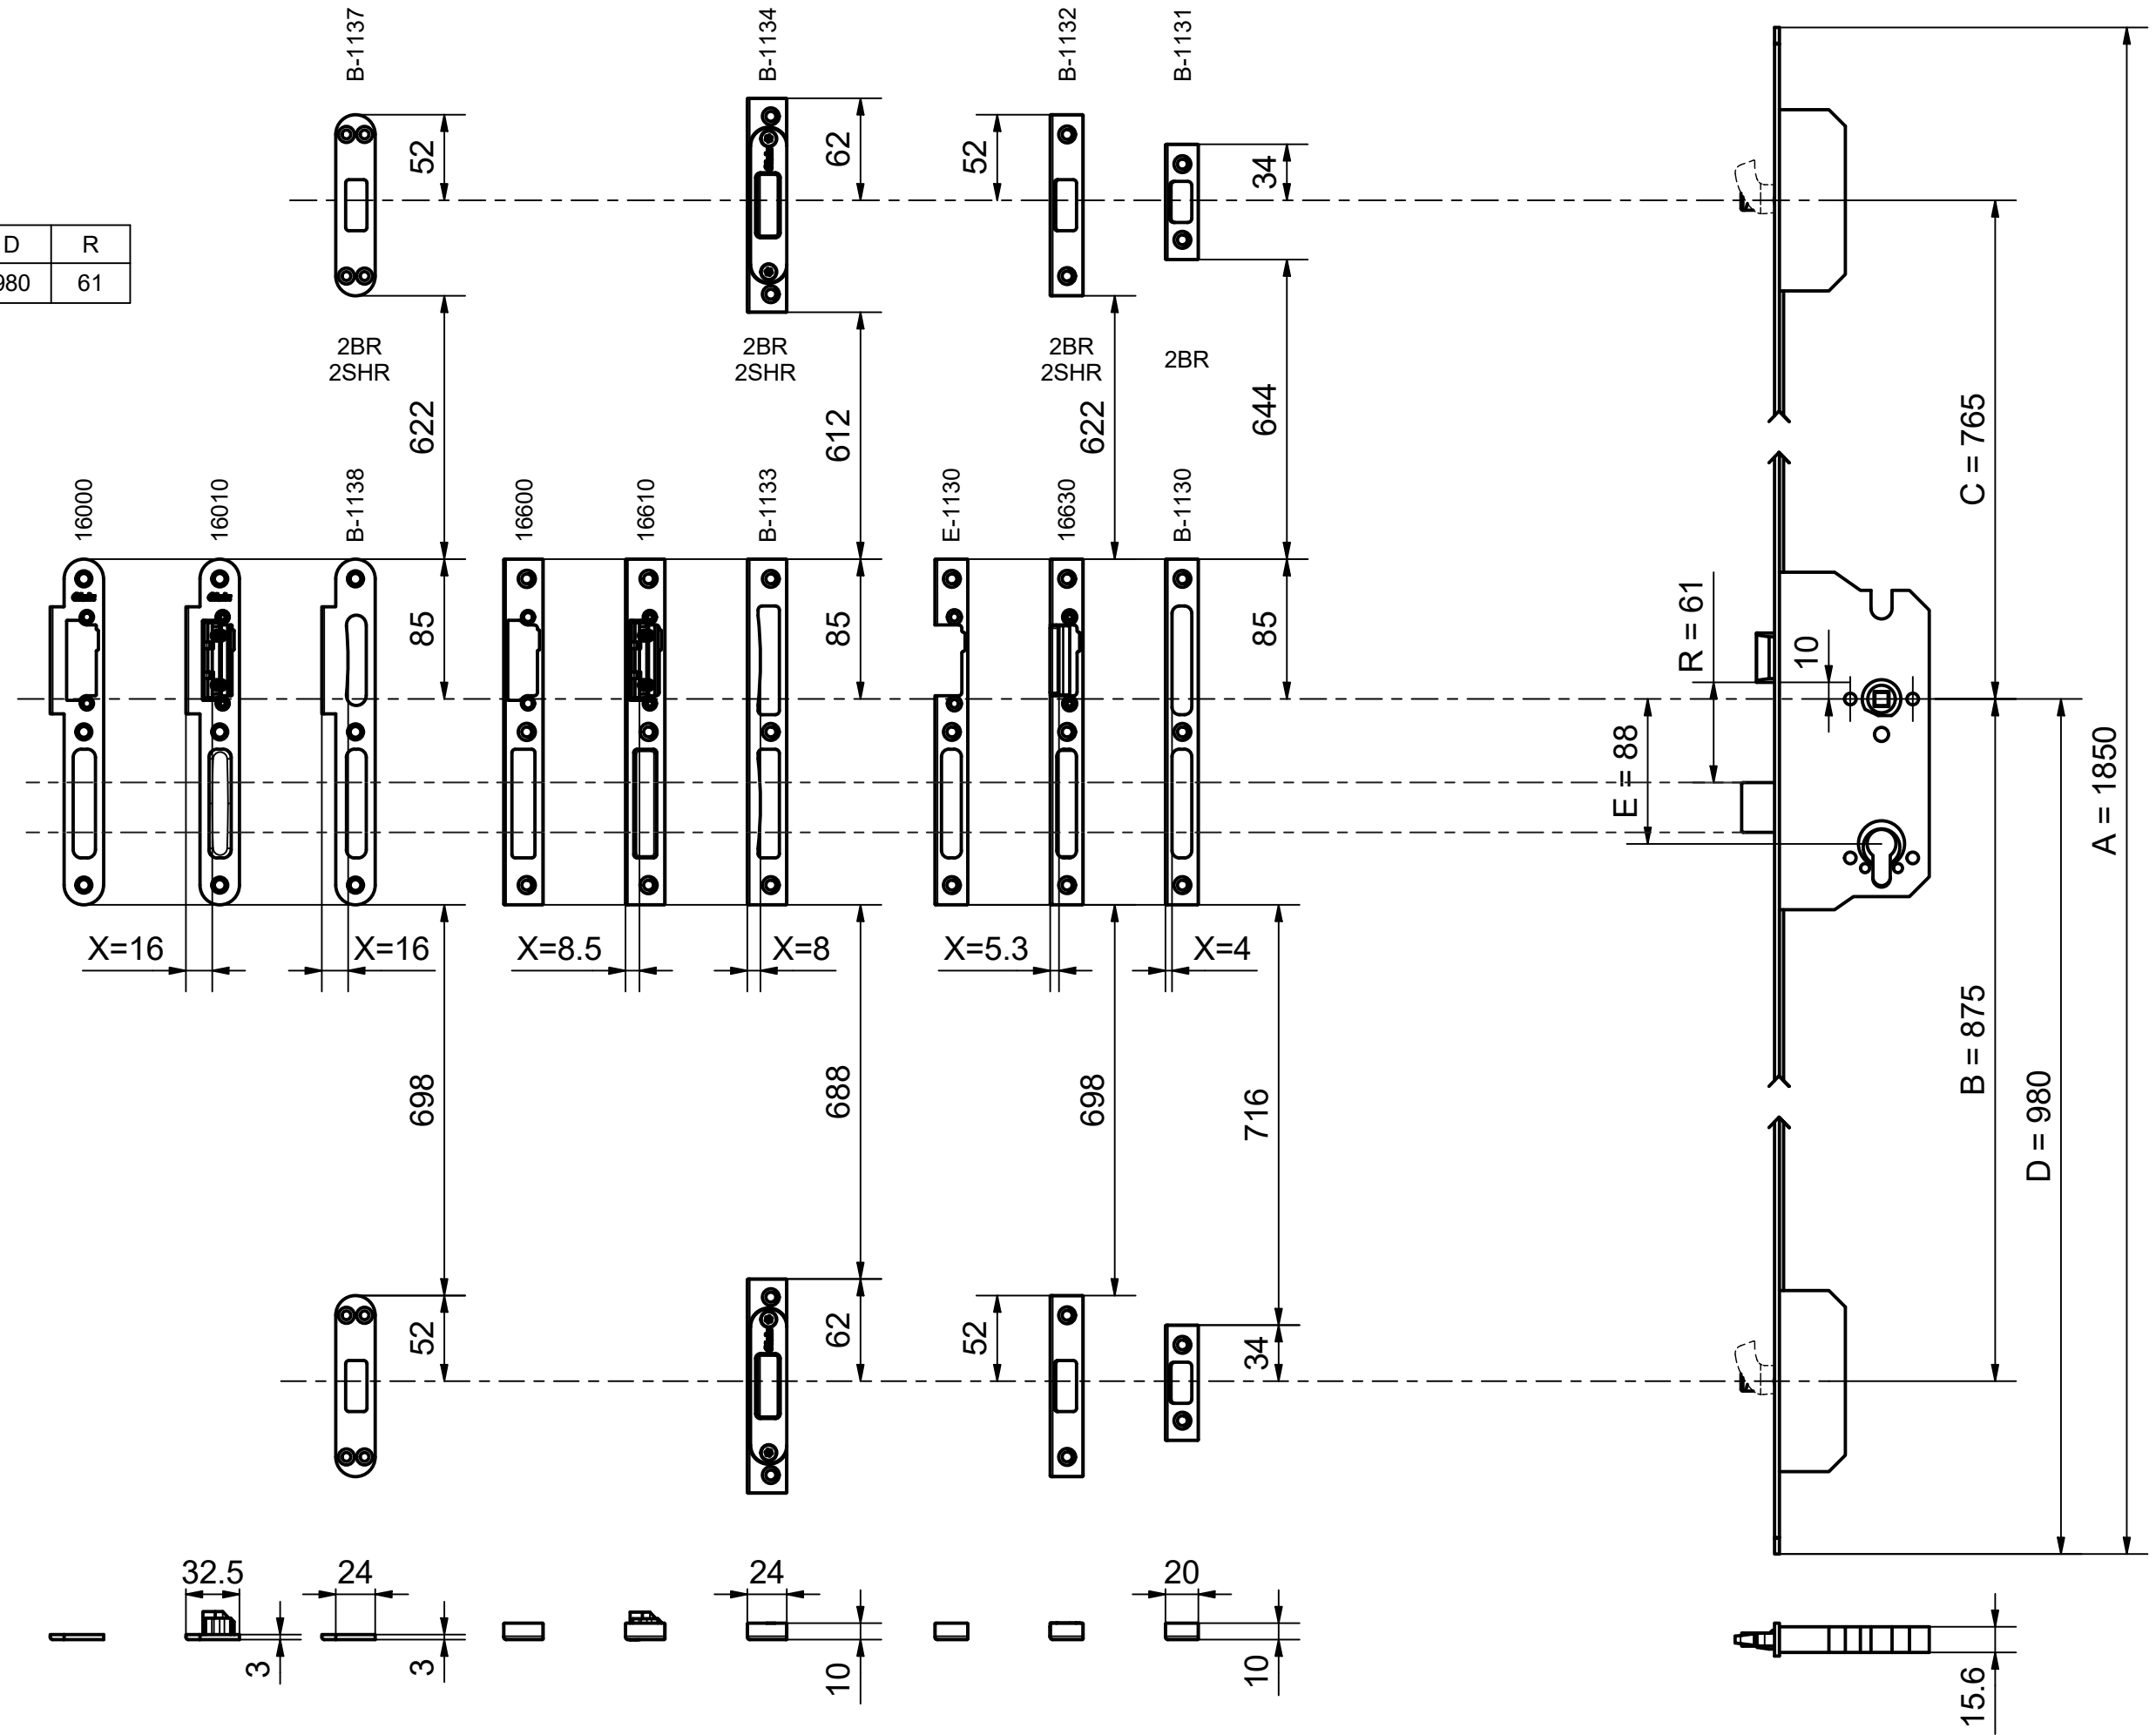 B-1137
B-1134
B-1132
B-1131
52
62
52
34
D R
980 61
2BR
2SHR
2BR
2SHR
2BR
2SHR
2BR
622
612
622
644
C = 765
16000
16010
B-1138
16600
16610
B-1133
E-1130
16630
B-1130
85
85
85
R = 61
10
E = 88
A = 1850
X=16
X=16
X=8.5
X=8
X=5.3
X=4
698
688
698
716
B = 875
D = 980
52
62
52
34
32.5
24
24
20
3
3
10
10
15.6